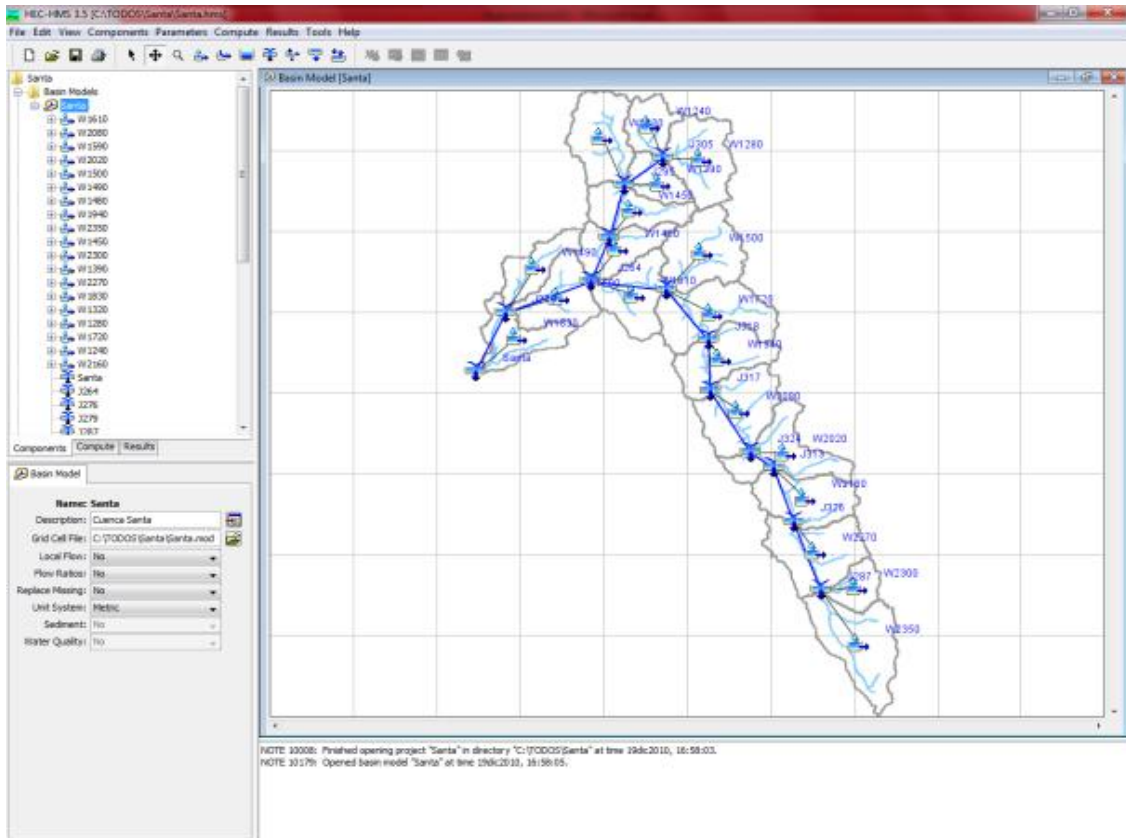 HEC-HMS 3.5 [C:\TODOS\Santa\Santa.hms]
File Edit View Components Parameters Compute Results Tools Help
Santa
Basin Models
Santa
W1610
W2080
W1590
W2020
W1500
W1490
W1480
W1940
W2350
W1450
W2300
W1390
W2270
W1830
W1320
W1280
W1720
W1240
W2160
Santa
J264
J276
J279
J287
Components Compute Results
Basin Model
Name: Santa
Description: Cuenca Santa
Grid Cell File: C:\TODOS\Santa\Santa.mod
Local Flow: No
Flow Ratios: No
Replace Missing: No
Unit System: Metric
Sediment: No
Water Quality: No
Basin Model [Santa]
W1240
J305
W1280
W1450
W1500
W1490
J264
W1610
W1720
W1830
Santa
J317
W2080
J324
W2020
J313
W2160
J326
W2270
J287
W2300
W2350
NOTE 10008: Finished opening project "Santa" in directory "C:\TODOS\Santa" at time 19dic2010, 16:58:03.
NOTE 10179: Opened basin model "Santa" at time 19dic2010, 16:58:05.